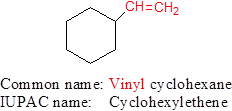 CH=CH₂
Common name: Vinyl cyclohexane
IUPAC name: Cyclohexylethene